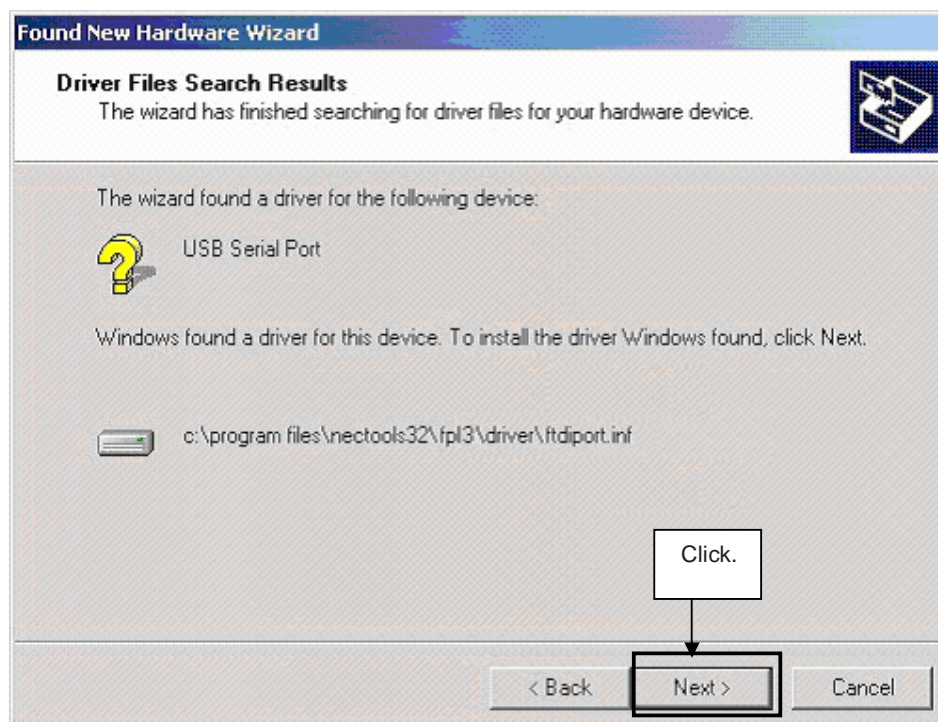 Found New Hardware Wizard
Driver Files Search Results
The wizard has finished searching for driver files for your hardware device.
The wizard found a driver for the following device:
USB Serial Port
Windows found a driver for this device. To install the driver Windows found, click Next.
c:\program files\nectools32\fpl3\driver\ftdiport.inf
Click.
< Back
Next >
Cancel